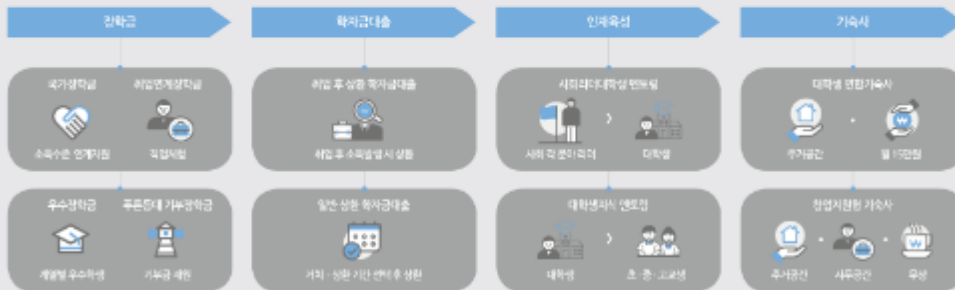 장학금
국가장학금 취업연계장학금
소득수준 연계지원 직업체험
우수장학금 푸른등대 기부장학금
계열별 우수학생 기부금 재원
학자금대출
취업 후 상환 학자금대출
취업 후 소득발생 시 상환
일반 상환 학자금대출
거치·상환 기간 선택 후 상환
인재육성
사회리더대학생 멘토링
사회 각 분야 리더 대학생
대학생지식 멘토링
대학생 초·중·고교생
기숙사
대학생 연합기숙사
주거공간 월 15만원
창업지원형 기숙사
주거공간 사무공간 무상